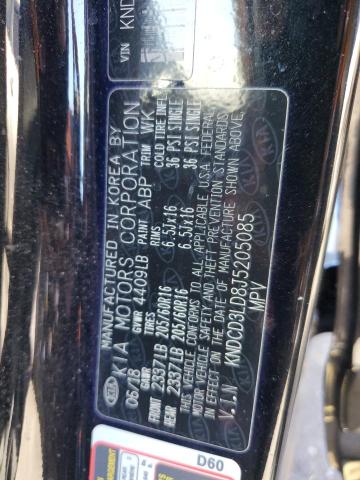 VIN KND
MANUFACTURED IN KOREA BY
KIA MOTORS CORPORATION
06/18 GVWR 4409LB PAINT ABP TRIM WK
GAWR TIRES RIMS COLD TIRE INFL
FRONT 2337LB 205/60R16 6.5Jx16 36 PSI SINGLE
REAR 2337LB 205/60R16 6.5Jx16 36 PSI SINGLE
THIS VEHICLE CONFORMS TO ALL APPLICABLE U.S.A. FEDERAL
MOTOR VEHICLE SAFETY AND THEFT PREVENTION STANDARDS
IN EFFECT ON THE DATE OF MANUFACTURE SHOWN ABOVE.
V.I.N KNDCD3LD8J5205085
MPV
D60